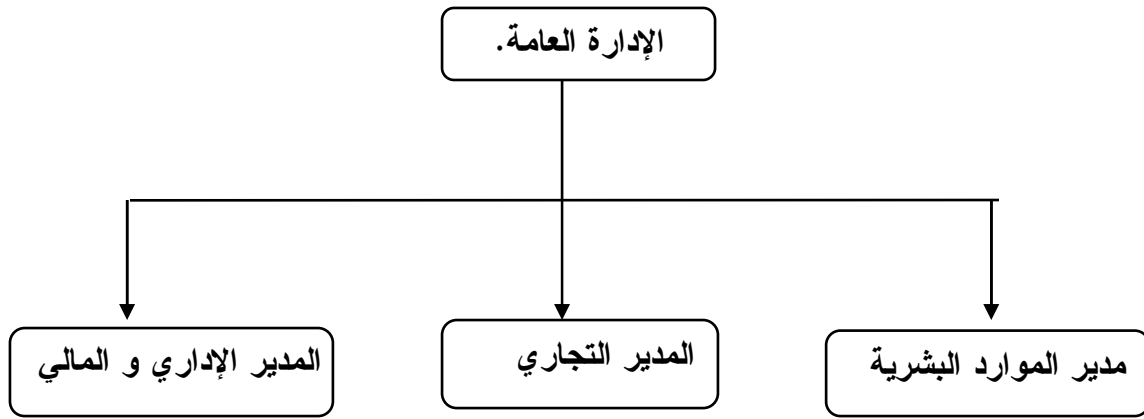 الإدارة العامة.
مدير الموارد البشرية
المدير التجاري
المدير الإداري و المالي